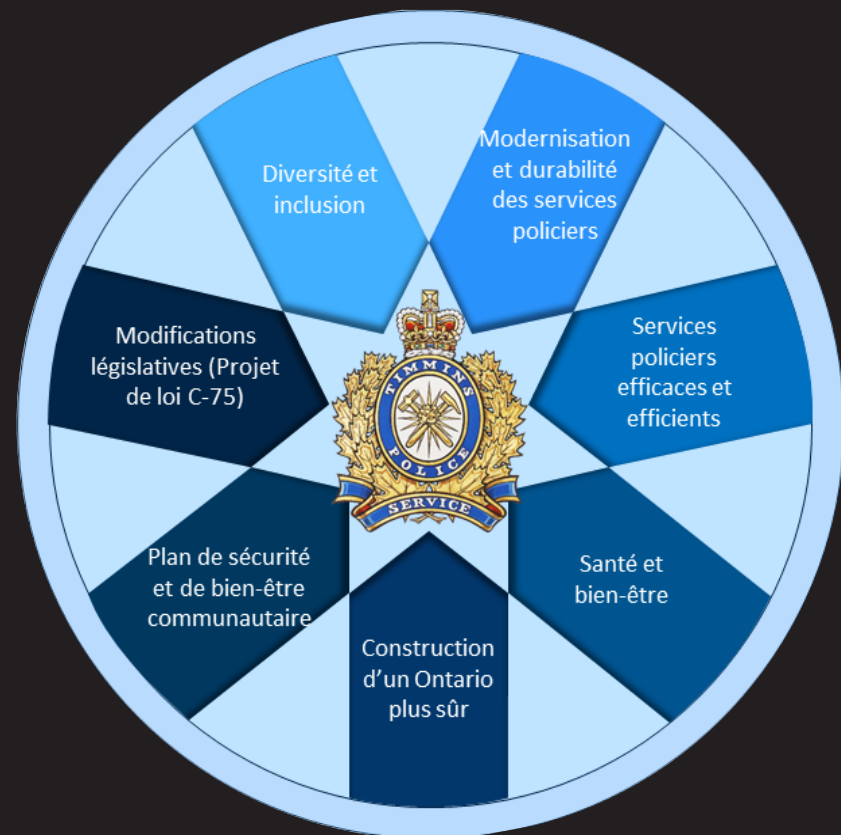 Modernisation
et durabilité
des services
policiers
Services
policiers
efficaces et
efficients
Santé et
bien-être
Construction
d’un Ontario
plus sûr
Plan de sécurité
et de bien-être
communautaire
Modifications
législatives (Projet
de loi C-75)
Diversité et
inclusion
TIMMINS
POLICE
SERVICE